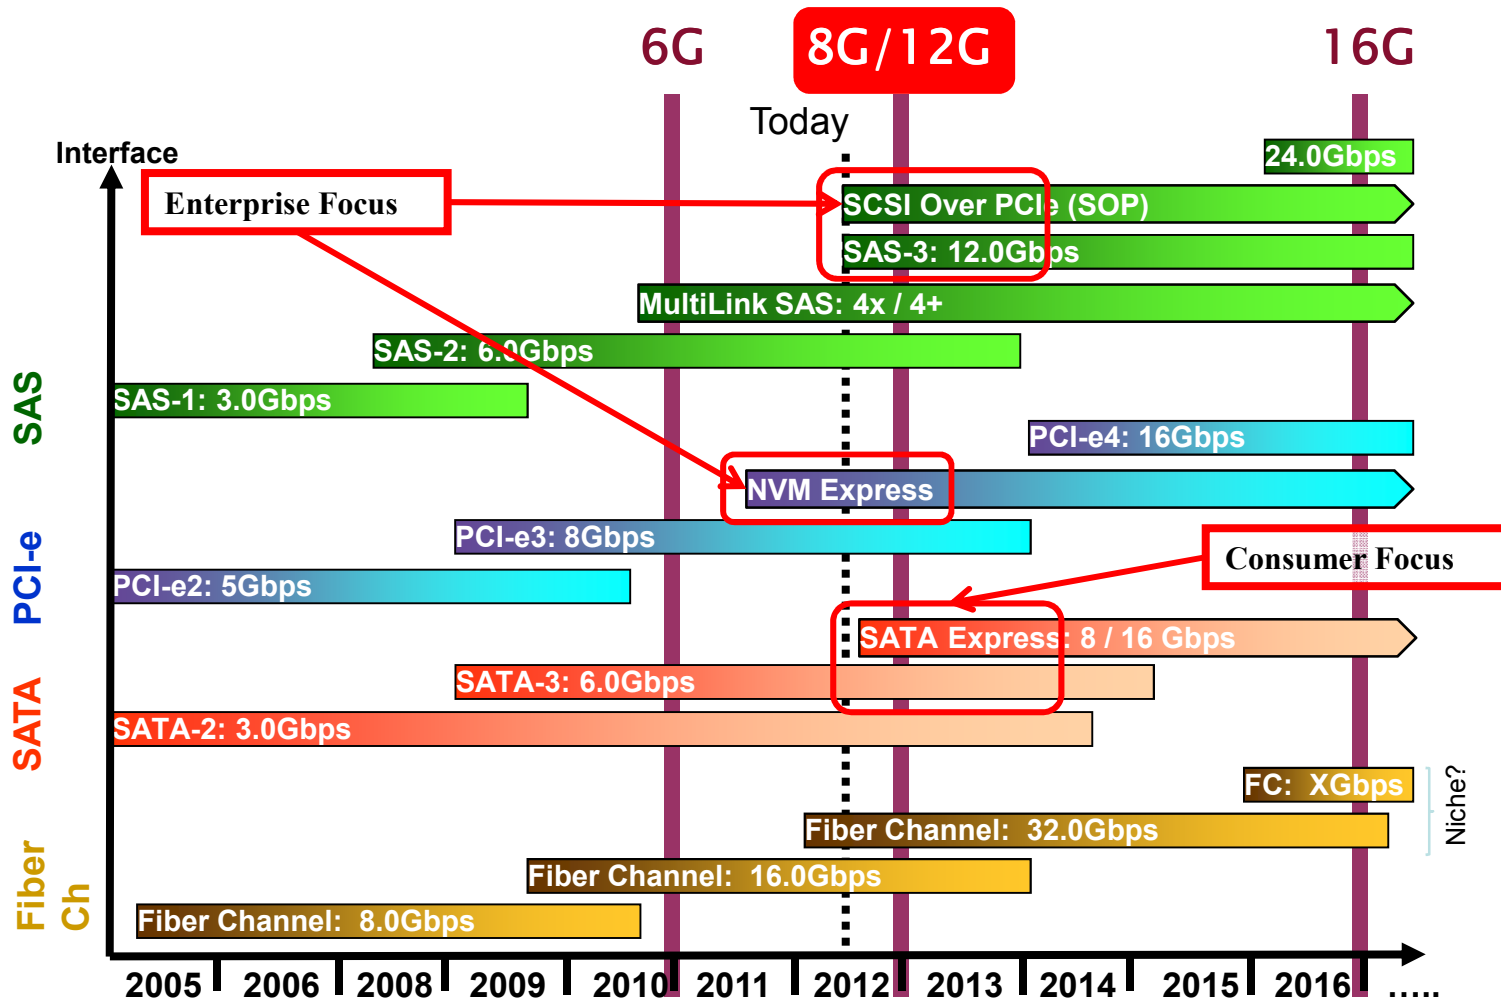 6G
8G/12G
16G
Today
Interface
24.0Gbps
Enterprise Focus
SCSI Over PCIe (SOP)
SAS-3: 12.0Gbps
MultiLink SAS: 4x / 4+
SAS-2: 6.0Gbps
SAS
SAS-1: 3.0Gbps
PCI-e4: 16Gbps
NVM Express
PCI-e
PCI-e3: 8Gbps
Consumer Focus
PCI-e2: 5Gbps
SATA Express: 8 / 16 Gbps
SATA
SATA-3: 6.0Gbps
SATA-2: 3.0Gbps
FC: XGbps
Niche?
Fiber Channel: 32.0Gbps
Fiber
Ch
Fiber Channel: 16.0Gbps
Fiber Channel: 8.0Gbps
2005 2006 2008 2009 2010 2011 2012 2013 2014 2015 2016 .....